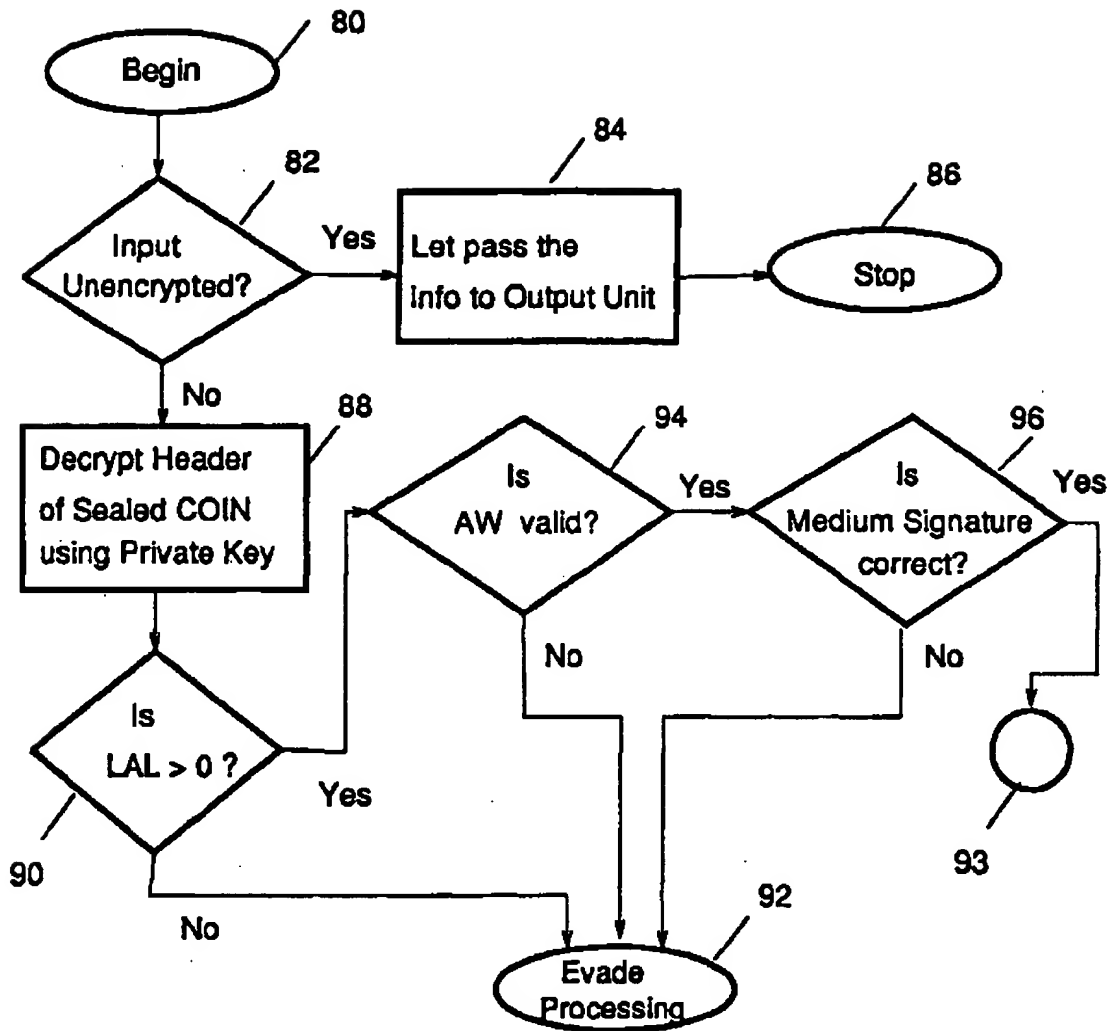 80
Begin
82
Input
Unencrypted?
Yes
84
Let pass the
Info to Output Unit
86
Stop
No
88
Decrypt Header
of Sealed COIN
using Private Key
94
Is
AW valid?
Yes
96
Is
Medium Signature
correct?
Yes
No
No
Is
LAL > 0 ?
Yes
90
No
93
92
Evade
Processing